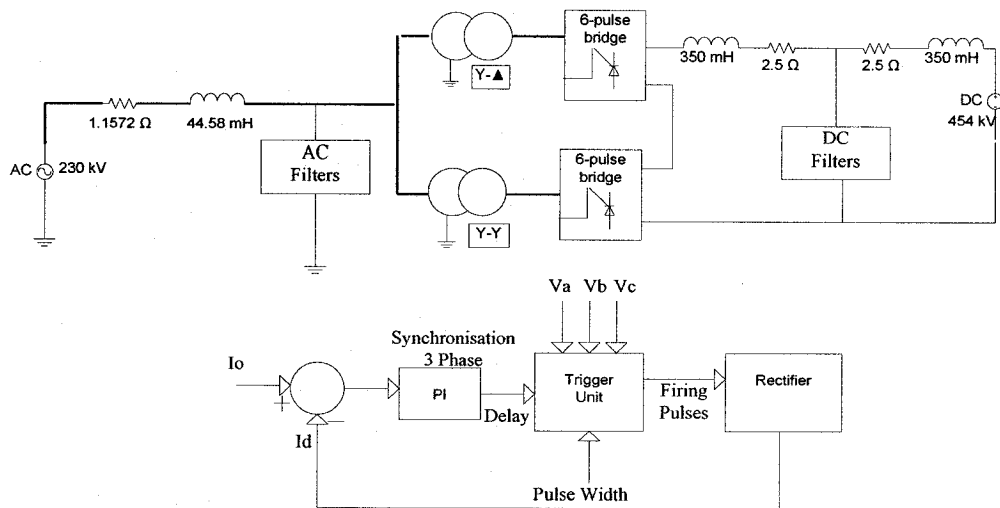 6-pulse
bridge
Y-▲
350 mH
2.5 Ω
2.5 Ω
350 mH
1.1572 Ω
44.58 mH
AC
230 kV
AC
Filters
DC
454 kV
DC
Filters
6-pulse
bridge
Y-Y
Va Vb Vc
Synchronisation
3 Phase
Io
+
PI
Delay
Trigger
Unit
Firing
Pulses
Rectifier
Id
−
Pulse Width